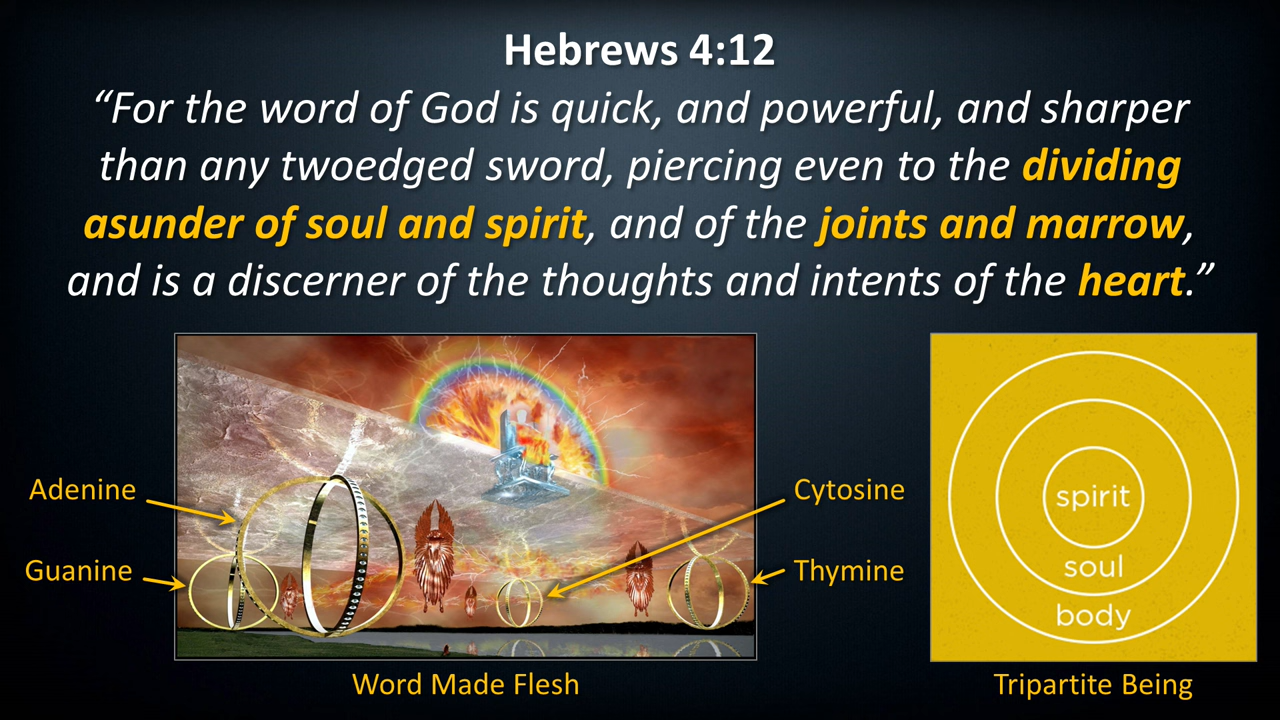 Hebrews 4:12
“For the word of God is quick, and powerful, and sharper
than any twoedged sword, piercing even to the dividing
asunder of soul and spirit, and of the joints and marrow,
and is a discerner of the thoughts and intents of the heart.”
Adenine
Guanine
Cytosine
Thymine
Word Made Flesh
spirit
soul
body
Tripartite Being